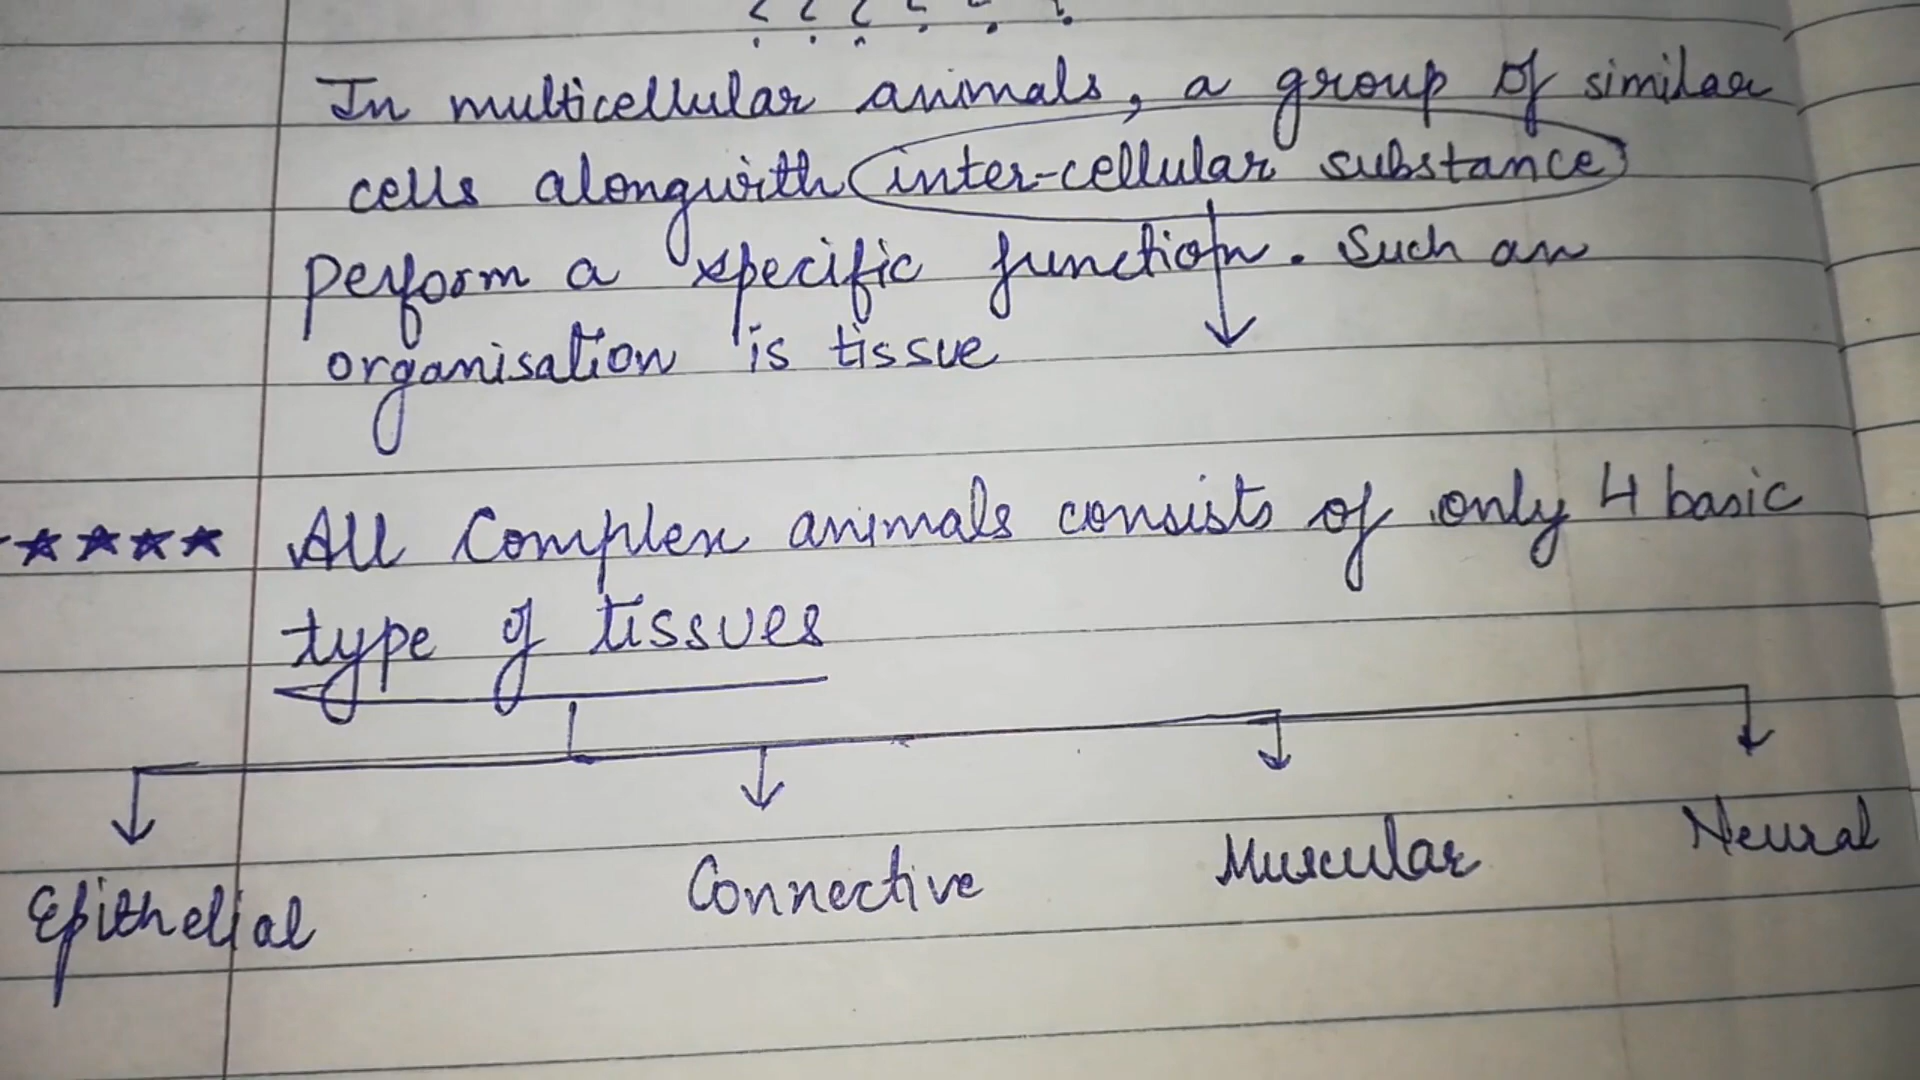 ? ? ? ? ? ?
In multicellular animals, a group of similar
cells alongwith inter-cellular substance
perform a specific function. Such an
organisation is tissue
★★★★ All Complex animals consists of only 4 basic
type of tissues
Epithelial Connective Muscular Neural